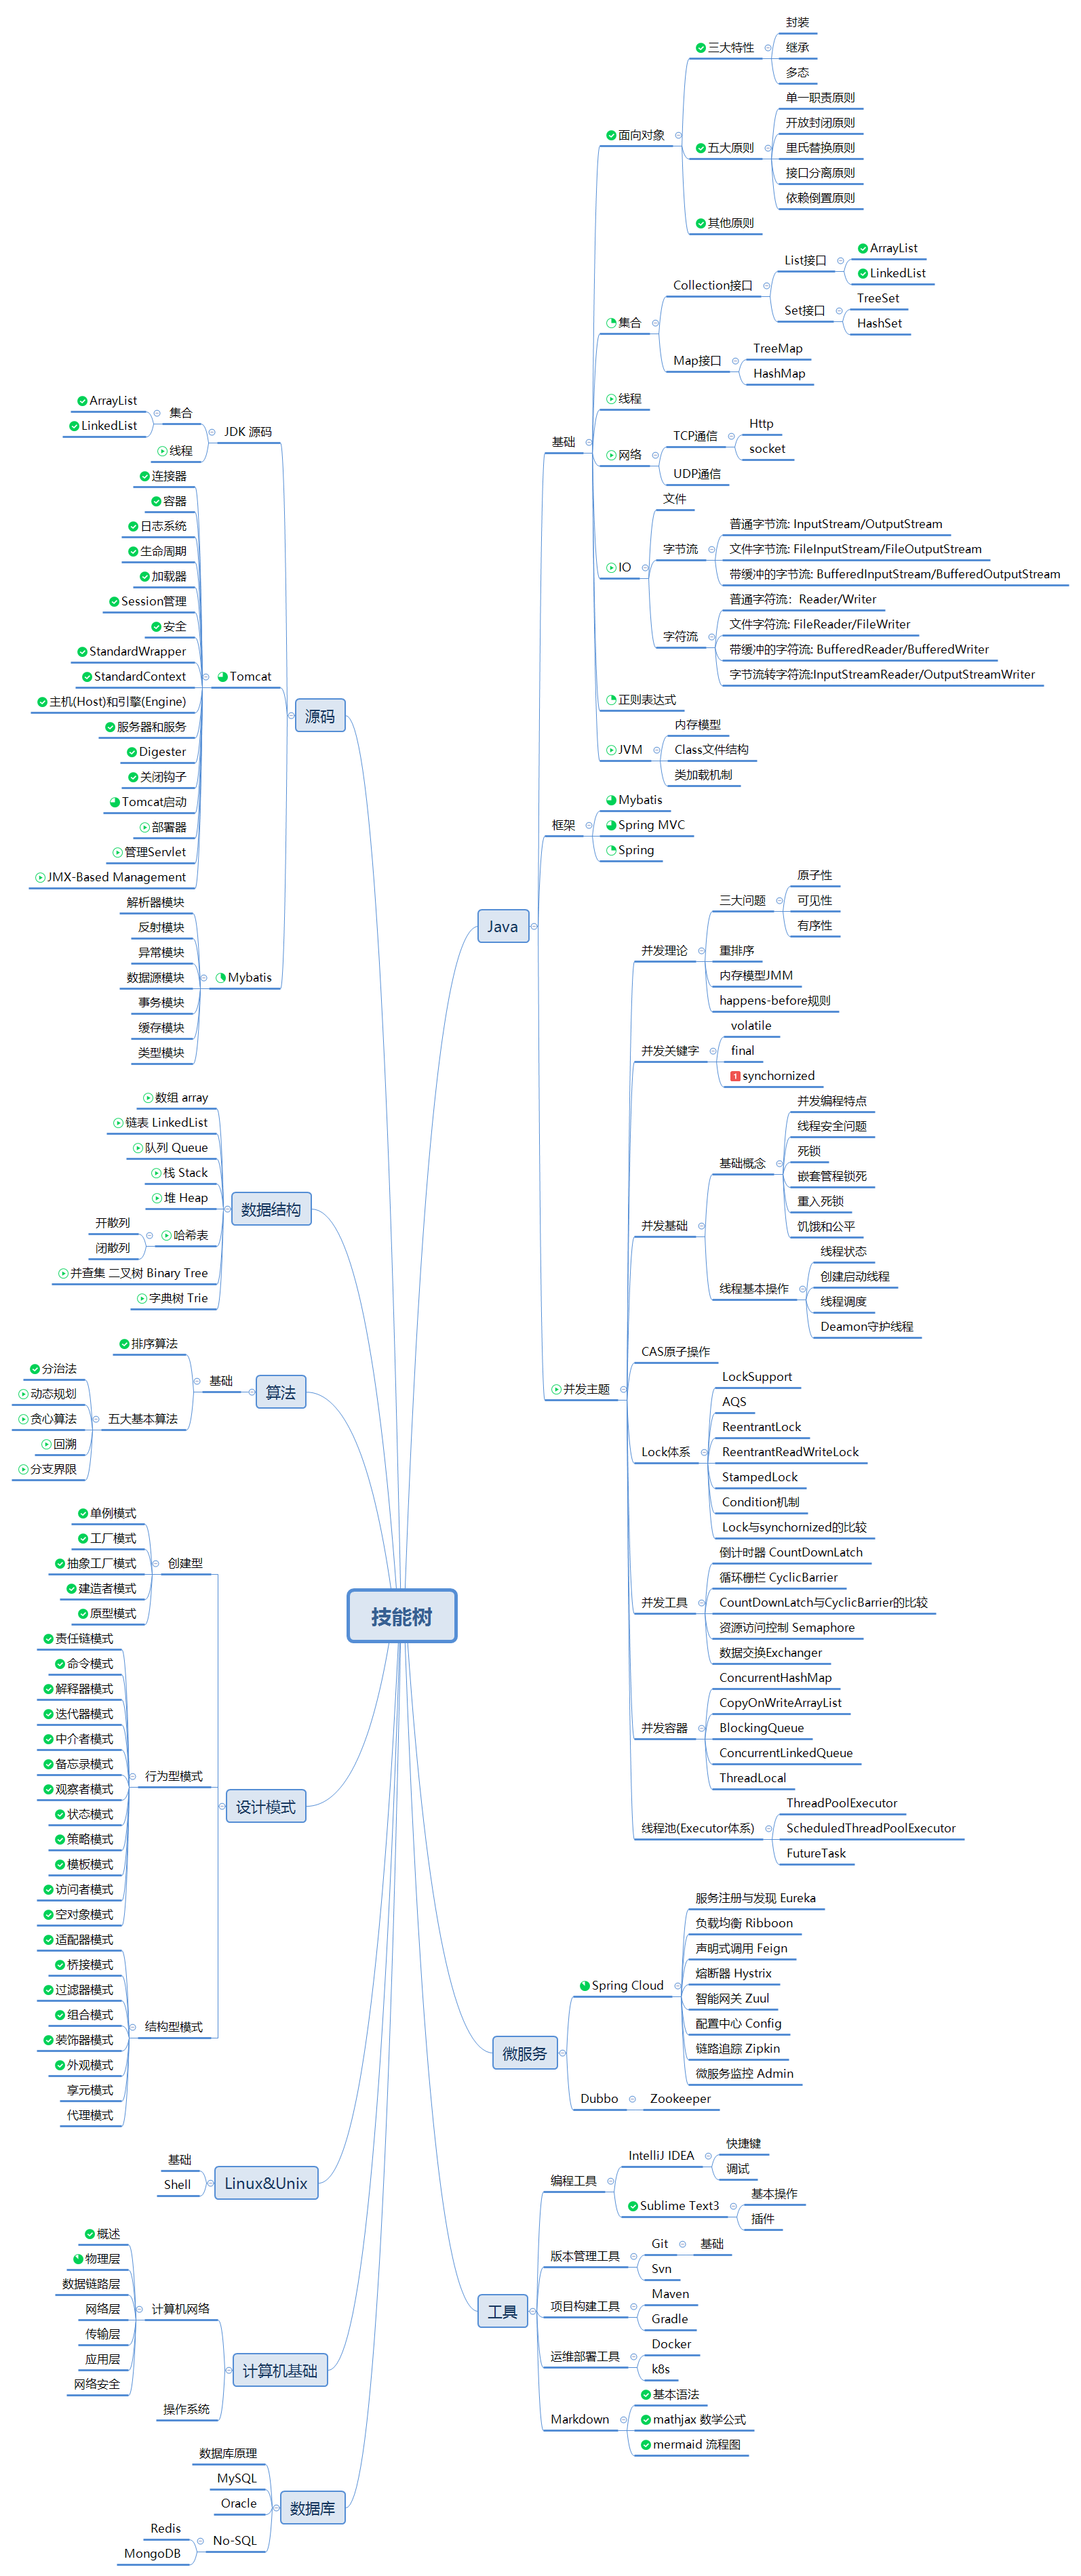 技能树
Java
基础
面向对象
三大特性
封装
继承
多态
五大原则
单一职责原则
开放封闭原则
里氏替换原则
接口分离原则
依赖倒置原则
其他原则
集合
Collection接口
List接口
ArrayList
LinkedList
Set接口
TreeSet
HashSet
Map接口
TreeMap
HashMap
线程
网络
TCP通信
Http
socket
UDP通信
IO
文件
字节流
普通字节流: InputStream/OutputStream
文件字节流: FileInputStream/FileOutputStream
带缓冲的字节流: BufferedInputStream/BufferedOutputStream
字符流
普通字符流：Reader/Writer
文件字符流: FileReader/FileWriter
带缓冲的字符流: BufferedReader/BufferedWriter
字节流转字符流:InputStreamReader/OutputStreamWriter
正则表达式
JVM
内存模型
Class文件结构
类加载机制
框架
Mybatis
Spring MVC
Spring
并发主题
并发理论
三大问题
原子性
可见性
有序性
重排序
内存模型JMM
happens-before规则
并发关键字
volatile
final
1 synchornized
并发基础
基础概念
并发编程特点
线程安全问题
死锁
嵌套管程锁死
重入死锁
饥饿和公平
线程基本操作
线程状态
创建启动线程
线程调度
Deamon守护线程
CAS原子操作
Lock体系
LockSupport
AQS
ReentrantLock
ReentrantReadWriteLock
StampedLock
Condition机制
Lock与synchornized的比较
并发工具
倒计时器 CountDownLatch
循环栅栏 CyclicBarrier
CountDownLatch与CyclicBarrier的比较
资源访问控制 Semaphore
数据交换Exchanger
并发容器
ConcurrentHashMap
CopyOnWriteArrayList
BlockingQueue
ConcurrentLinkedQueue
ThreadLocal
线程池(Executor体系)
ThreadPoolExecutor
ScheduledThreadPoolExecutor
FutureTask
微服务
Spring Cloud
服务注册与发现 Eureka
负载均衡 Ribboon
声明式调用 Feign
熔断器 Hystrix
智能网关 Zuul
配置中心 Config
链路追踪 Zipkin
微服务监控 Admin
Dubbo
Zookeeper
工具
编程工具
IntelliJ IDEA
快捷键
调试
Sublime Text3
基本操作
插件
版本管理工具
Git
基础
Svn
项目构建工具
Maven
Gradle
运维部署工具
Docker
k8s
Markdown
基本语法
mathjax 数学公式
mermaid 流程图
源码
JDK 源码
集合
ArrayList
LinkedList
线程
Tomcat
连接器
容器
日志系统
生命周期
加载器
Session管理
安全
StandardWrapper
StandardContext
主机(Host)和引擎(Engine)
服务器和服务
Digester
关闭钩子
Tomcat启动
部署器
管理Servlet
JMX-Based Management
Mybatis
解析器模块
反射模块
异常模块
数据源模块
事务模块
缓存模块
类型模块
数据结构
数组 array
链表 LinkedList
队列 Queue
栈 Stack
堆 Heap
哈希表
开散列
闭散列
并查集 二叉树 Binary Tree
字典树 Trie
算法
基础
排序算法
五大基本算法
分治法
动态规划
贪心算法
回溯
分支界限
设计模式
创建型
单例模式
工厂模式
抽象工厂模式
建造者模式
原型模式
行为型模式
责任链模式
命令模式
解释器模式
迭代器模式
中介者模式
备忘录模式
观察者模式
状态模式
策略模式
模板模式
访问者模式
空对象模式
结构型模式
适配器模式
桥接模式
过滤器模式
组合模式
装饰器模式
外观模式
享元模式
代理模式
Linux&Unix
基础
Shell
计算机基础
计算机网络
概述
物理层
数据链路层
网络层
传输层
应用层
网络安全
操作系统
数据库
数据库原理
MySQL
Oracle
No-SQL
Redis
MongoDB